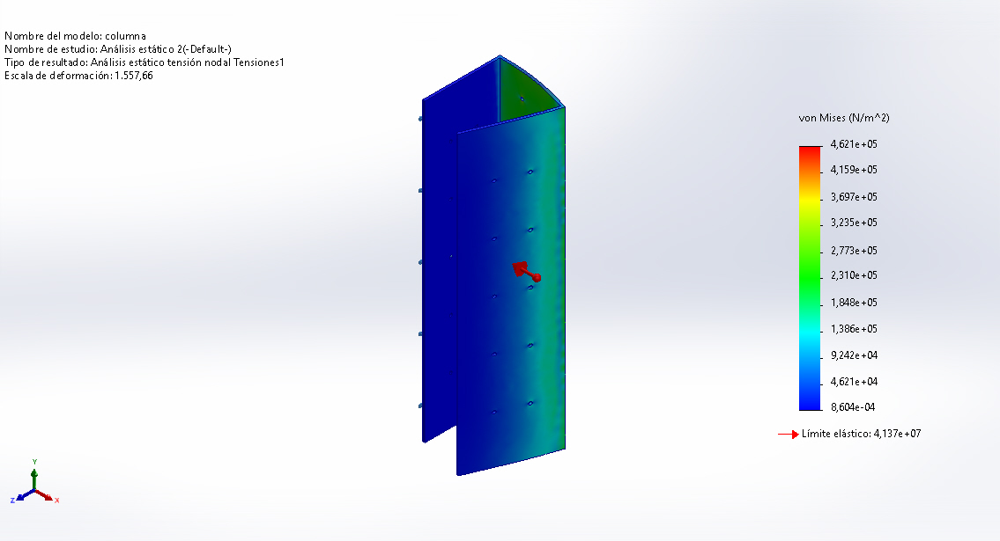 Nombre del modelo: columna
Nombre de estudio: Análisis estático 2(-Default-)
Tipo de resultado: Análisis estático tensión nodal Tensiones1
Escala de deformación: 1.557,66
von Mises (N/m^2)
4,621e+05
4,159e+05
3,697e+05
3,235e+05
2,773e+05
2,310e+05
1,848e+05
1,386e+05
9,242e+04
4,621e+04
8,604e-04
Límite elástico: 4,137e+07
Y
Z
X